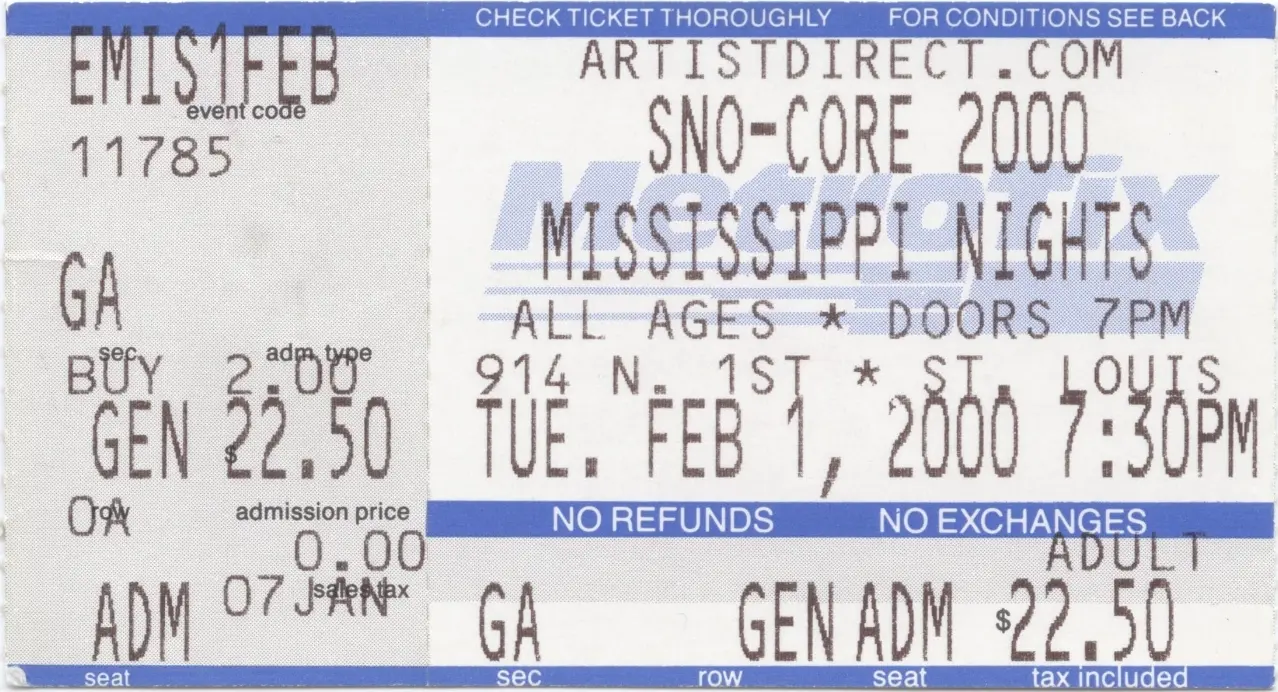 CHECK TICKET THOROUGHLY FOR CONDITIONS SEE BACK
EMIS1FEB
event code
11785
GA
sec adm. type
BUY 2.00
GEN $22.50
row admission price
0A 0.00
ADM 07JAN
sales tax
seat
ARTISTDIRECT.COM
SNO-CORE 2000
MetroTix
MISSISSIPPI NIGHTS
ALL AGES * DOORS 7PM
914 N. 1ST * ST. LOUIS
TUE. FEB 1, 2000 7:30PM
NO REFUNDS NO EXCHANGES
ADULT
GA GEN ADM $22.50
sec row seat tax included